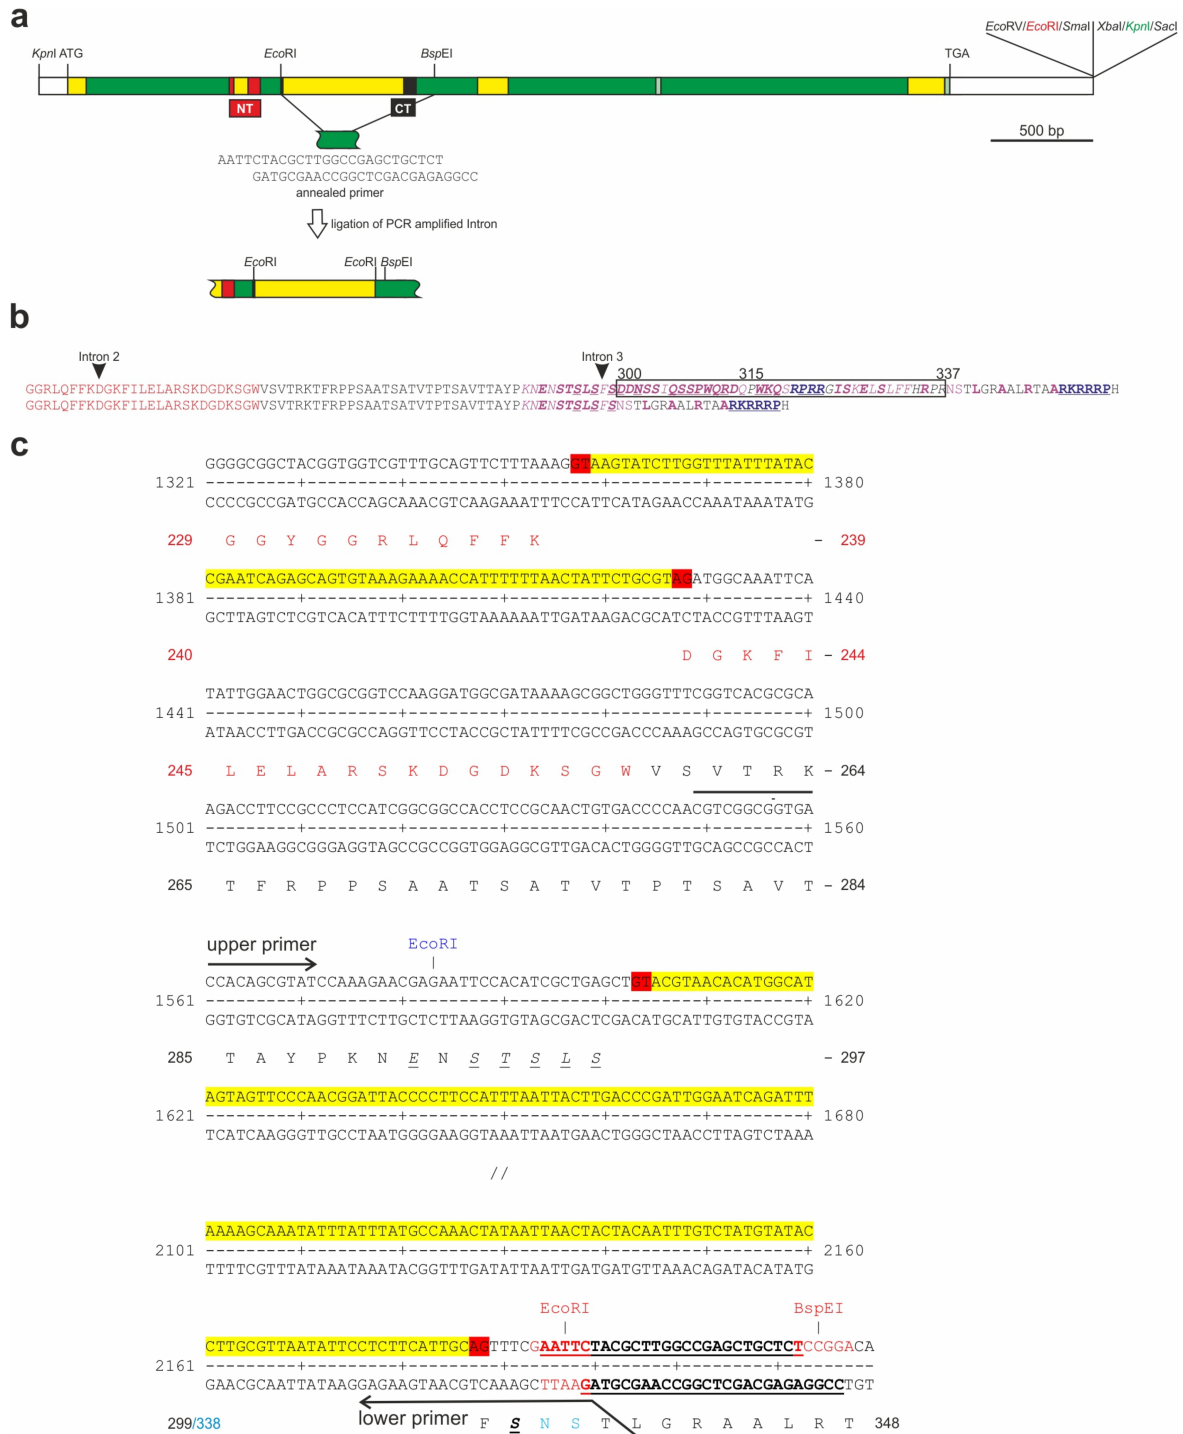 a
EcoRV/EcoRI/SmaI XbaI/KpnI/SacI
KpnI ATG EcoRI BspEI TGA
NT CT
500 bp
AATTCTACGCTTGGCCGAGCTGCTCT
GATGCGAACCGGCTCGACGAGAGGCC
annealed primer
ligation of PCR amplified Intron
EcoRI EcoRI BspEI
b
Intron 2 Intron 3
300 315 337
GGRLQFFKDGKFILELARSKDGDKSGWVSVTRKTFRPPSAATSATVTPTSAVTTAYPKNENSTSLSFSDDNSSIQSSPWQRDQPWKQSRPRRGISKELSLFFHRPRNSTLGRAALRTAARKRRRPH
GGRLQFFKDGKFILELARSKDGDKSGWVSVTRKTFRPPSAATSATVTPTSAVTTAYPKNENSTSLSFSNSTLGRAALRTAARKRRRPH
c
GGGGCGGCTACGGTGGTCGTTTGCAGTTCTTTAAAGGTAAGTATCTTGGTTTATTTATAC
1321 ---------+---------+---------+---------+---------+---------+ 1380
CCCCGCCGATGCCACCAGCAAACGTCAAGAAATTTCCATTCATAGAACCAAATAAATATG
229 G G Y G G R L Q F F K - 239
CGAATCAGAGCAGTGTAAAGAAAACCATTTTTTAACTATTCTGCGTAGATGGCAAATTCA
1381 ---------+---------+---------+---------+---------+---------+ 1440
GCTTAGTCTCGTCACATTTCTTTTGGTAAAAAATTGATAAGACGCATCTACCGTTTAAGT
240 D G K F I - 244
TATTGGAACTGGCGCGGTCCAAGGATGGCGATAAAAGCGGCTGGGTTTCGGTCACGCGCA
1441 ---------+---------+---------+---------+---------+---------+ 1500
ATAACCTTGACCGCGCCAGGTTCCTACCGCTATTTTCGCCGACCCAAAGCCAGTGCGCGT
245 L E L A R S K D G D K S G W V S V T R K - 264
AGACCTTCCGCCCTCCATCGGCGGCCACCTCCGCAACTGTGACCCCAACGTCGGCGGTGA
1501 ---------+---------+---------+---------+---------+---------+ 1560
TCTGGAAGGCGGGAGGTAGCCGCCGGTGGAGGCGTTGACACTGGGGTTGCAGCCGCCACT
265 T F R P P S A A T S A T V T P T S A V T - 284
upper primer EcoRI
CCACAGCGTATCCAAAGAACGAGAATTCCACATCGCTGAGCTGTACGTAACACATGGCAT
1561 ---------+---------+---------+---------+---------+---------+ 1620
GGTGTCGCATAGGTTTCTTGCTCTTAAGGTGTAGCGACTCGACATGCATTGTGTACCGTA
285 T A Y P K N E N S T S L S - 297
AGTAGTTCCCAACGGATTACCCCTTCCATTTAATTACTTGACCCGATTGGAATCAGATTT
1621 ---------+---------+---------+---------+---------+---------+ 1680
TCATCAAGGGTTGCCTAATGGGGAAGGTAAATTAATGAACTGGGCTAACCTTAGTCTAAA
//
AAAAGCAAATATTTATTTATGCCAAACTATAATTAACTACTACAATTTGTCTATGTATAC
2101 ---------+---------+---------+---------+---------+---------+ 2160
TTTTCGTTTATAAATAAATACGGTTTGATATTAATTGATGATGTTAAACAGATACATATG
EcoRI BspEI
CTTGCGTTAATATTCCTCTTCATTGCAGTTTCGAATTCTACGCTTGGCCGAGCTGCTCTCCGGACA
2161 ---------+---------+---------+---------+---------+---------+------
GAACGCAATTATAAGGAGAAGTAACGTCAAAGCTTAAGATGCGAACCGGCTCGACGAGAGGCCTGT
lower primer
299/338 F S N S T L G R A A L R T 348